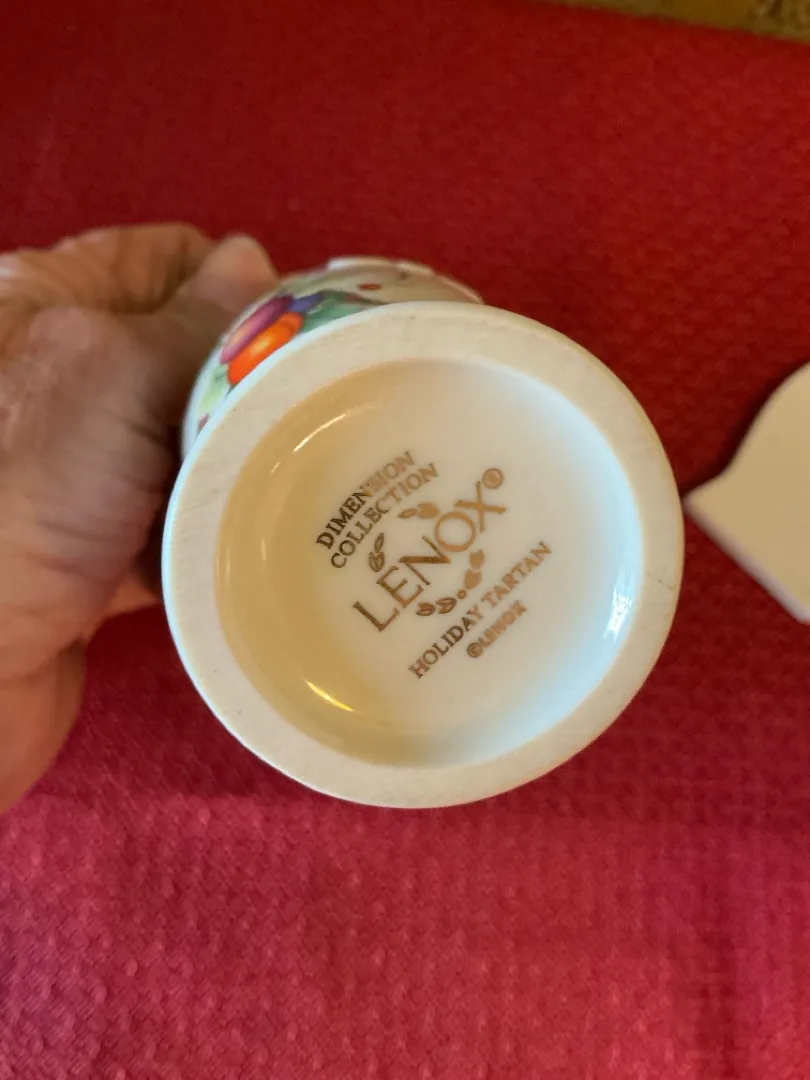 DIMENSION
COLLECTION
LENOX®
HOLIDAY TARTAN
©LENOX